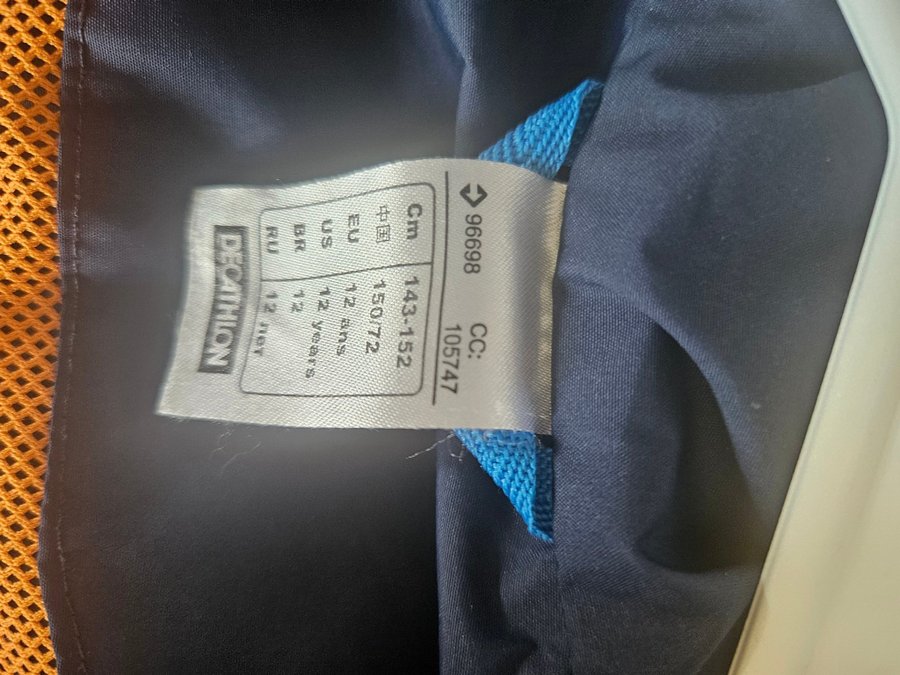 96698 CC:
105747
Cm 143-152
中国 150/72
EU 12 ans
US 12 years
BR 12
RU 12 лет
DECATHLON